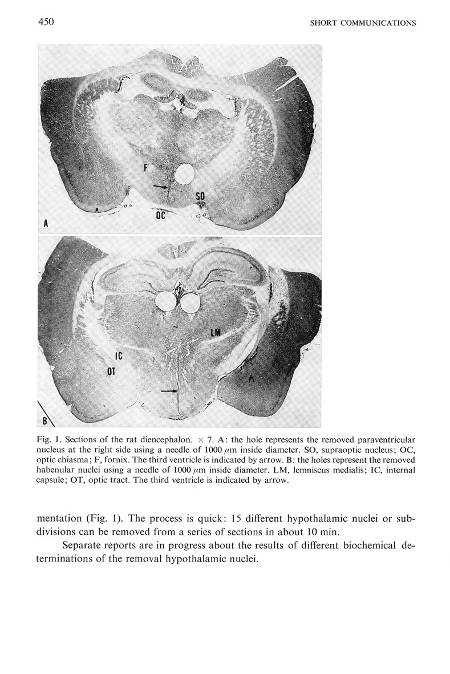 450
SHORT COMMUNICATIONS
F
SO
OC
A
LM
IC
OT
B
Fig. 1. Sections of the rat diencephalon. × 7. A: the hole represents the removed paraventricular
nucleus at the right side using a needle of 1000 μm inside diameter. SO, supraoptic nucleus; OC,
optic chiasma; F, fornix. The third ventricle is indicated by arrow. B: the holes represent the removed
habenular nuclei using a needle of 1000 μm inside diameter. LM, lemniscus medialis; IC, internal
capsule; OT, optic tract. The third ventricle is indicated by arrow.
mentation (Fig. 1). The process is quick: 15 different hypothalamic nuclei or sub-
divisions can be removed from a series of sections in about 10 min.
Separate reports are in progress about the results of different biochemical de-
terminations of the removal hypothalamic nuclei.